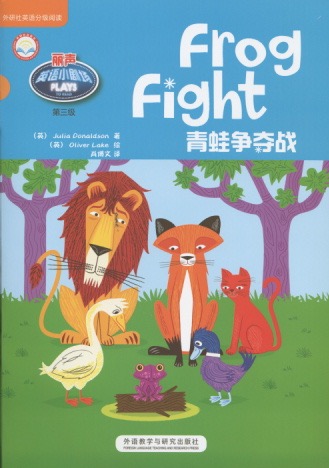 外研社英语分级阅读
丽声
英语小剧场
PLAYS
第三级
Frog
Fight
青蛙争夺战
(英) Julia Donaldson 著
(英) Oliver Lake 绘
肖博文 译
外语教学与研究出版社
FOREIGN LANGUAGE TEACHING AND RESEARCH PRESS